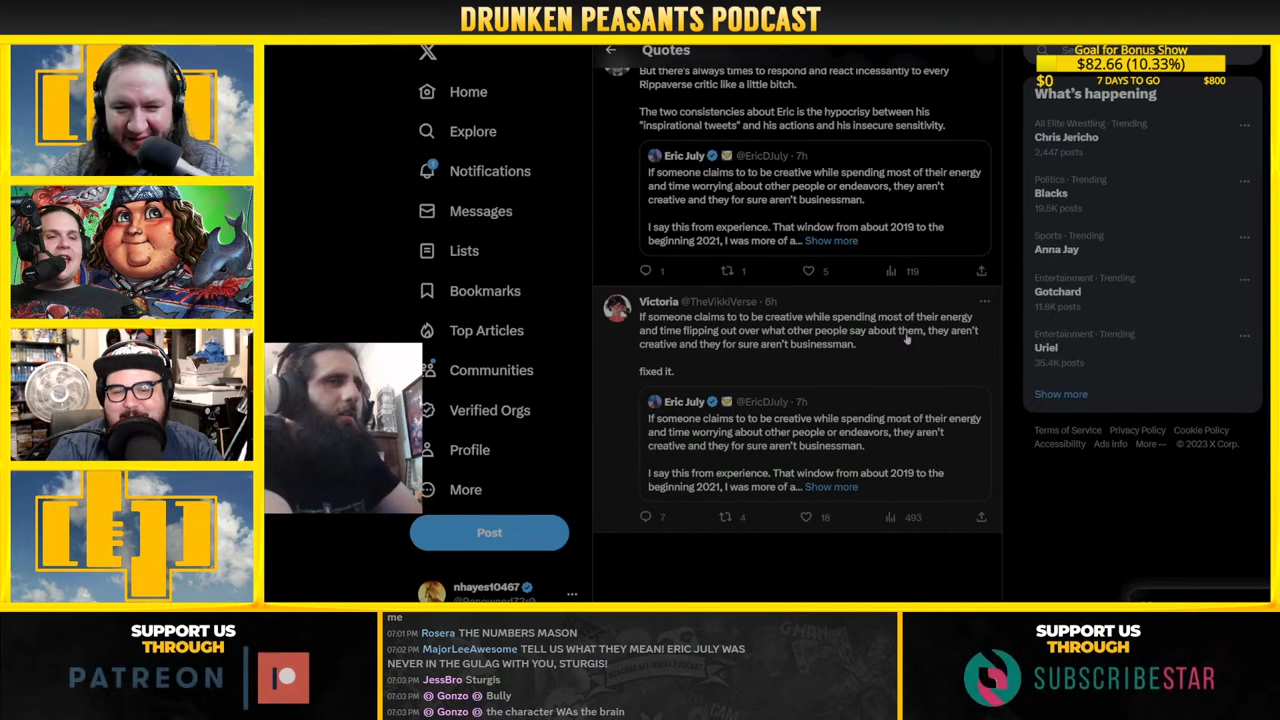 DRUNKEN PEASANTS PODCAST
Home
Explore
1
Notifications
Messages
Lists
Bookmarks
Top Articles
Communities
Verified Orgs
Profile
More
Post
nhayes10467
Quotes
But there's always times to respond and react incessantly to every
Rippaverse critic like a little bitch.
The two consistencies about Eric is the hypocrisy between his
"inspirational tweets" and his actions and his insecure sensitivity.
Eric July @EricDJuly · 7h
If someone claims to to be creative while spending most of their energy
and time worrying about other people or endeavors, they aren't
creative and they for sure aren't businessman.
I say this from experience. That window from about 2019 to the
beginning 2021, I was more of a... Show more
1 1 5 119
Victoria @TheVikkiVerse · 6h
If someone claims to to be creative while spending most of their energy
and time flipping out over what other people say about them, they aren't
creative and they for sure aren't businessman.
fixed it.
Eric July @EricDJuly · 7h
If someone claims to to be creative while spending most of their energy
and time worrying about other people or endeavors, they aren't
creative and they for sure aren't businessman.
I say this from experience. That window from about 2019 to the
beginning 2021, I was more of a... Show more
7 4 18 493
Goal for Bonus Show
$82.66 (10.33%)
$0 7 DAYS TO GO $800
What's happening
All Elite Wrestling · Trending
Chris Jericho
2,447 posts
Politics · Trending
Blacks
19.5K posts
Sports · Trending
Anna Jay
Entertainment · Trending
Gotchard
11.8K posts
Entertainment · Trending
Uriel
35.4K posts
Show more
Terms of Service Privacy Policy Cookie Policy
Accessibility Ads info More ··· © 2023 X Corp.
SUPPORT US
THROUGH
PATREON
me
07:01 PM Rosera THE NUMBERS MASON
07:02 PM MajorLeeAwesome TELL US WHAT THEY MEAN! ERIC JULY WAS
NEVER IN THE GULAG WITH YOU, STURGIS!
07:03 PM JessBro Sturgis
07:03 PM @ Gonzo @ Bully
07:03 PM @ Gonzo @ the character WAs the brain
SUPPORT US
THROUGH
SUBSCRIBESTAR